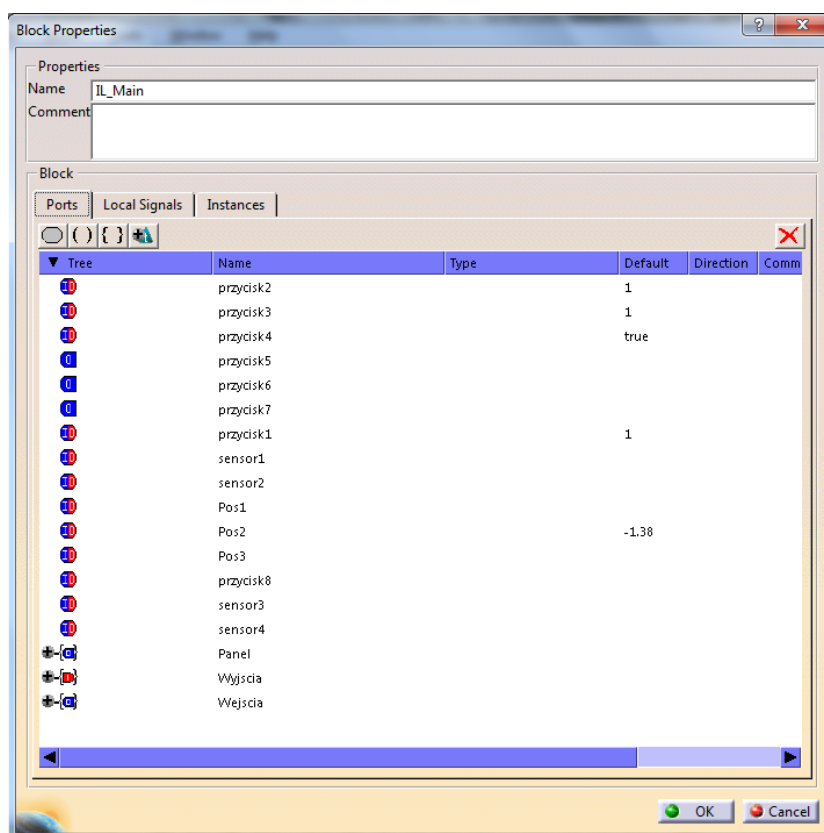 Block Properties
Properties
Name IL_Main
Comment
Block
Ports Local Signals Instances
() { }
Tree Name Type Default Direction Comm
przycisk2 1
przycisk3 1
przycisk4 true
przycisk5
przycisk6
przycisk7
przycisk1 1
sensor1
sensor2
Pos1
Pos2 -1.38
Pos3
przycisk8
sensor3
sensor4
Panel
Wyjscia
Wejscia
OK Cancel